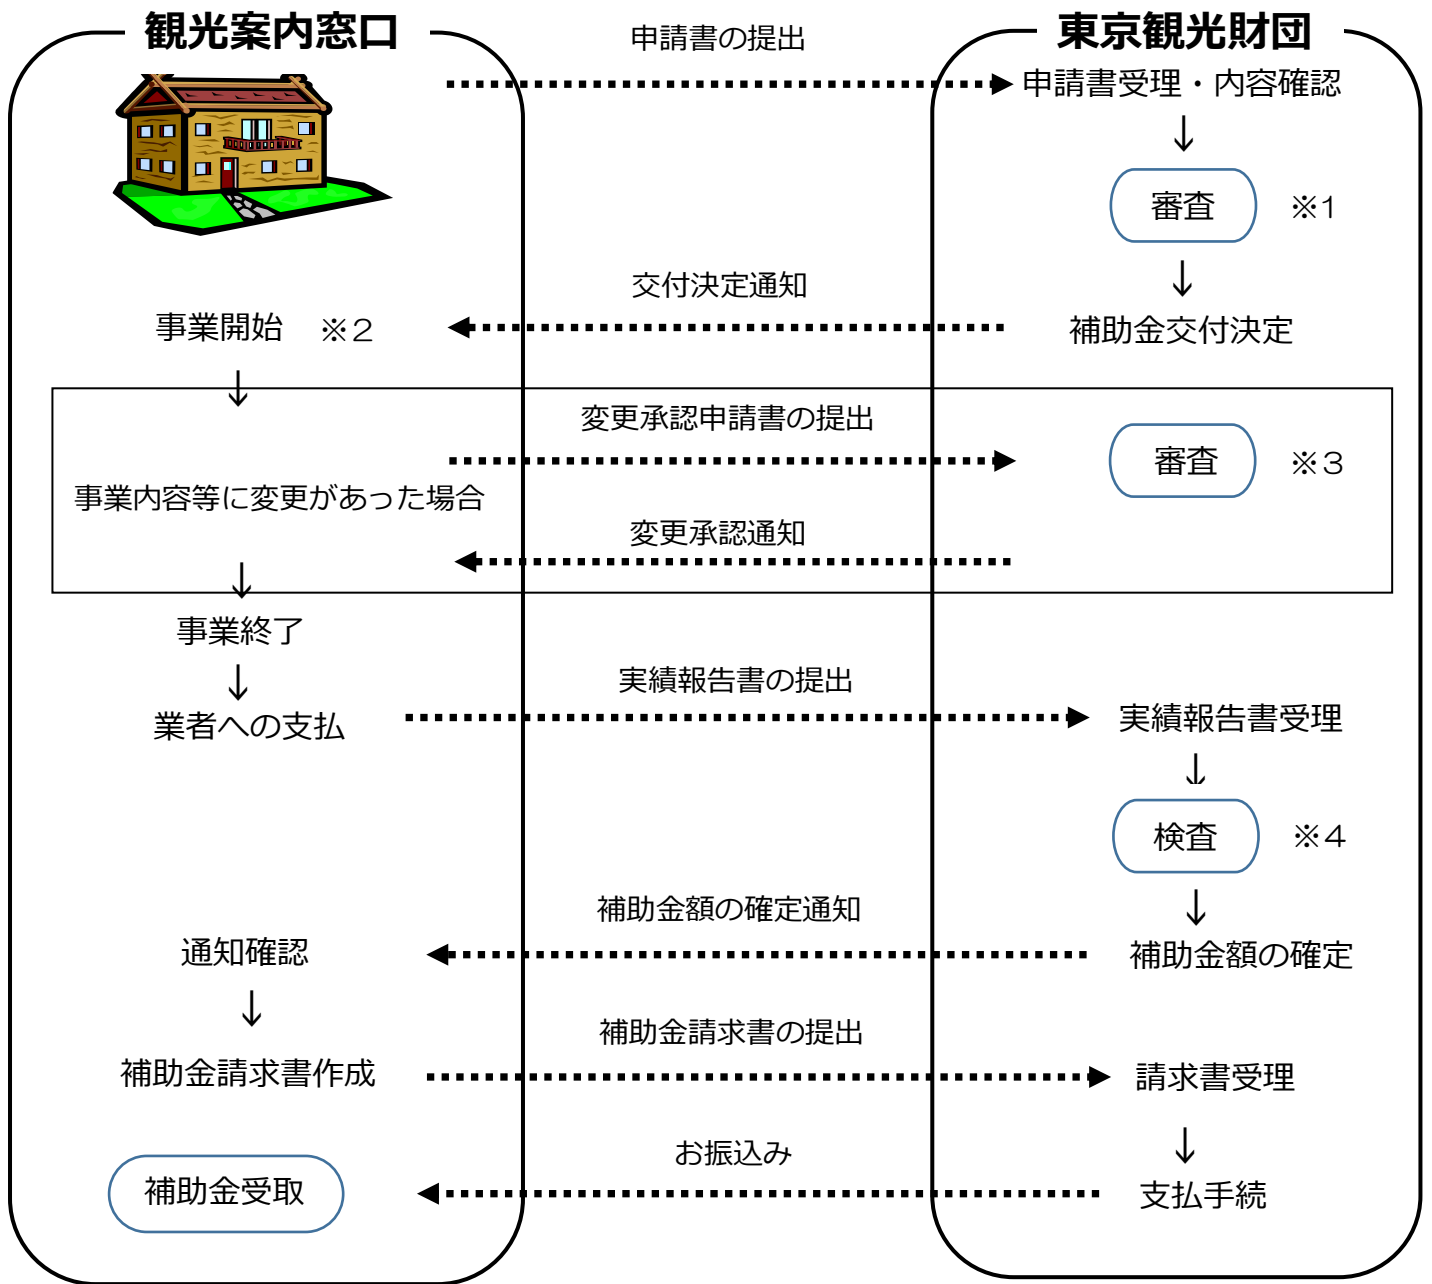 観光案内窓口
東京観光財団
申請書の提出
申請書受理・内容確認
↓
審査 ※1
↓
交付決定通知
事業開始 ※2
補助金交付決定
↓
変更承認申請書の提出
審査 ※3
事業内容等に変更があった場合
変更承認通知
↓
事業終了
↓
実績報告書の提出
業者への支払
実績報告書受理
↓
検査 ※4
↓
補助金額の確定通知
通知確認
補助金額の確定
↓
補助金請求書の提出
補助金請求書作成
請求書受理
↓
お振込み
補助金受取
支払手続